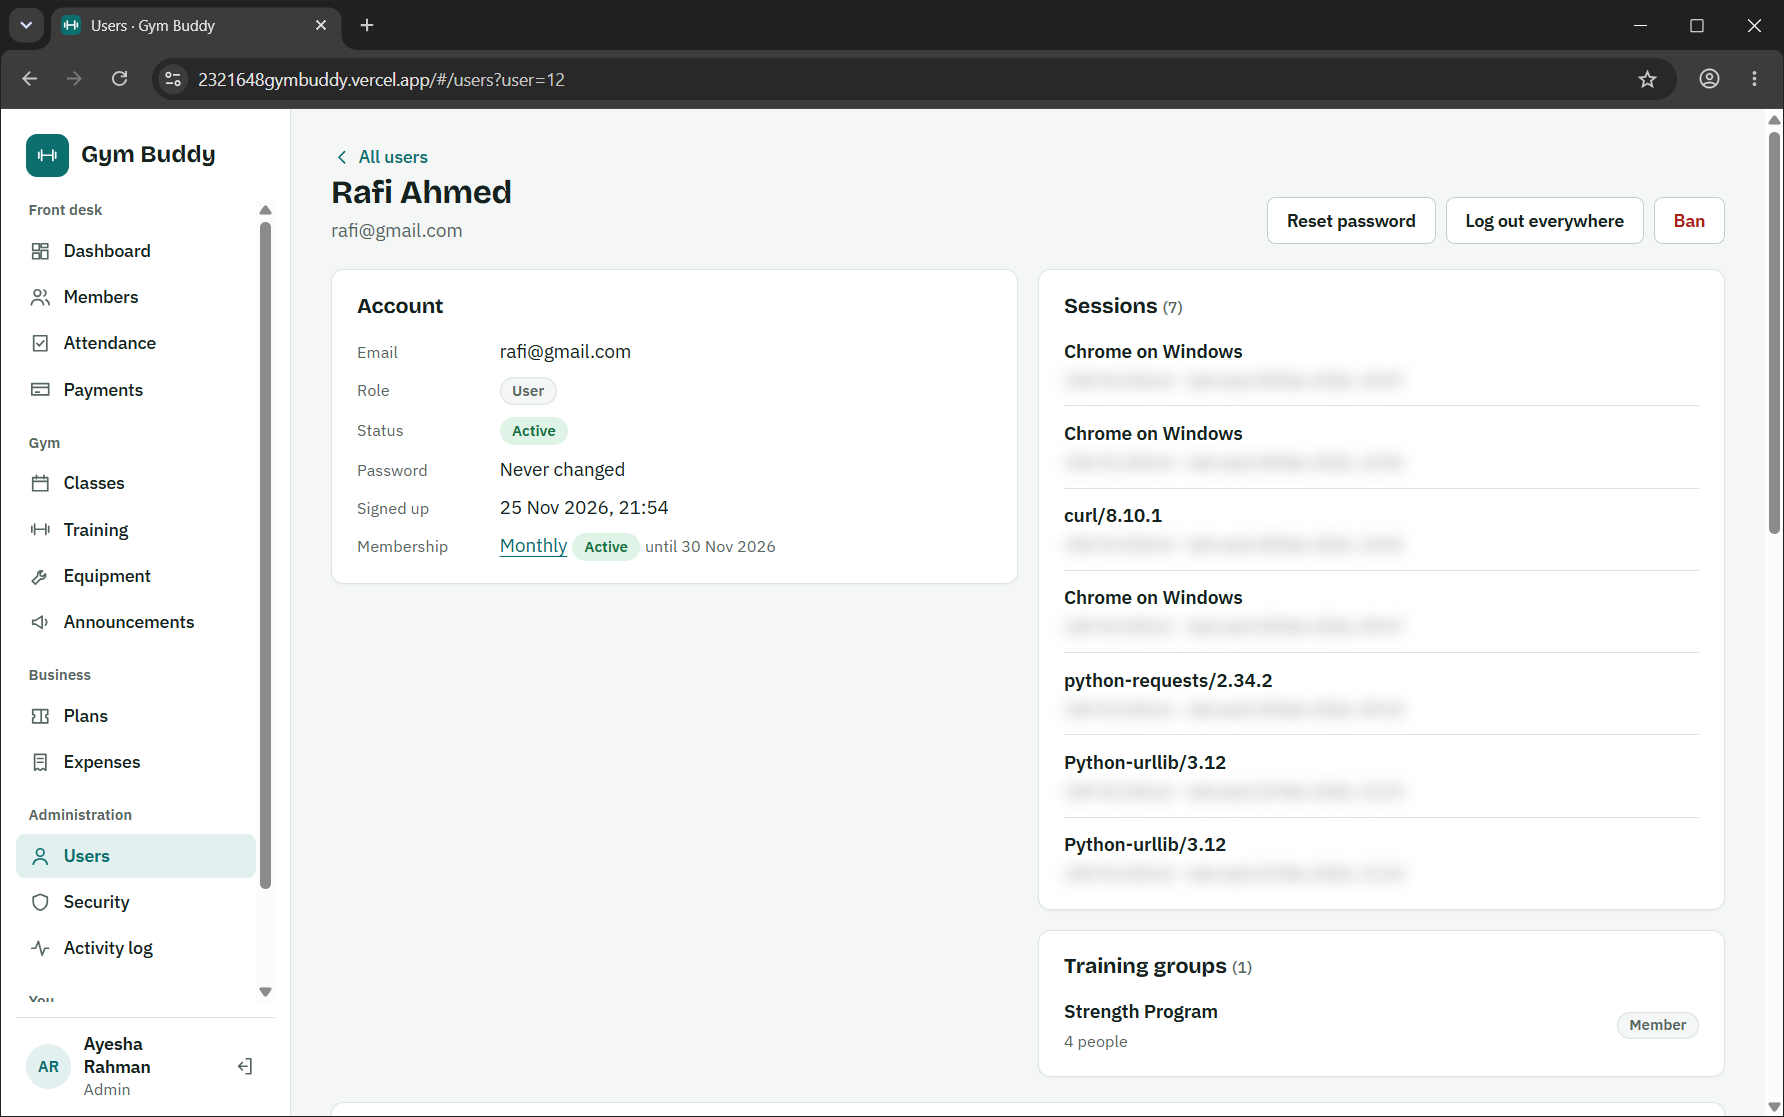 Users · Gym Buddy
2321648gymbuddy.vercel.app/#/users?user=12
Gym Buddy
Front desk
Dashboard
Members
Attendance
Payments
Gym
Classes
Training
Equipment
Announcements
Business
Plans
Expenses
Administration
Users
Security
Activity log
You
AR
Ayesha
Rahman
Admin
All users
Rafi Ahmed
rafi@gmail.com
Reset password
Log out everywhere
Ban
Account
Email rafi@gmail.com
Role User
Status Active
Password Never changed
Signed up 25 Nov 2026, 21:54
Membership Monthly Active until 30 Nov 2026
Sessions (7)
Chrome on Windows
Chrome on Windows
curl/8.10.1
Chrome on Windows
python-requests/2.34.2
Python-urllib/3.12
Python-urllib/3.12
Training groups (1)
Strength Program
4 people
Member